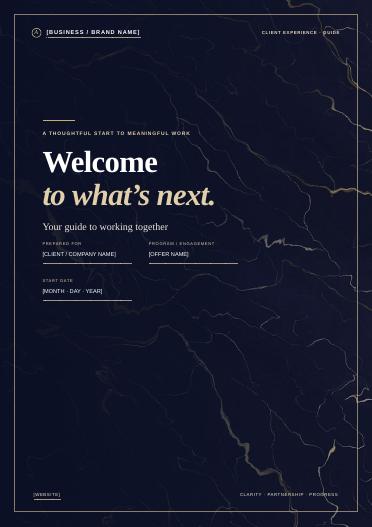 [BUSINESS / BRAND NAME]
CLIENT EXPERIENCE · GUIDE
A THOUGHTFUL START TO MEANINGFUL WORK
Welcome
to what’s next.
Your guide to working together
PREPARED FOR
PROGRAM / ENGAGEMENT
[CLIENT / COMPANY NAME]
[OFFER NAME]
START DATE
[MONTH · DAY · YEAR]
[WEBSITE]
CLARITY · PARTNERSHIP · PROGRESS